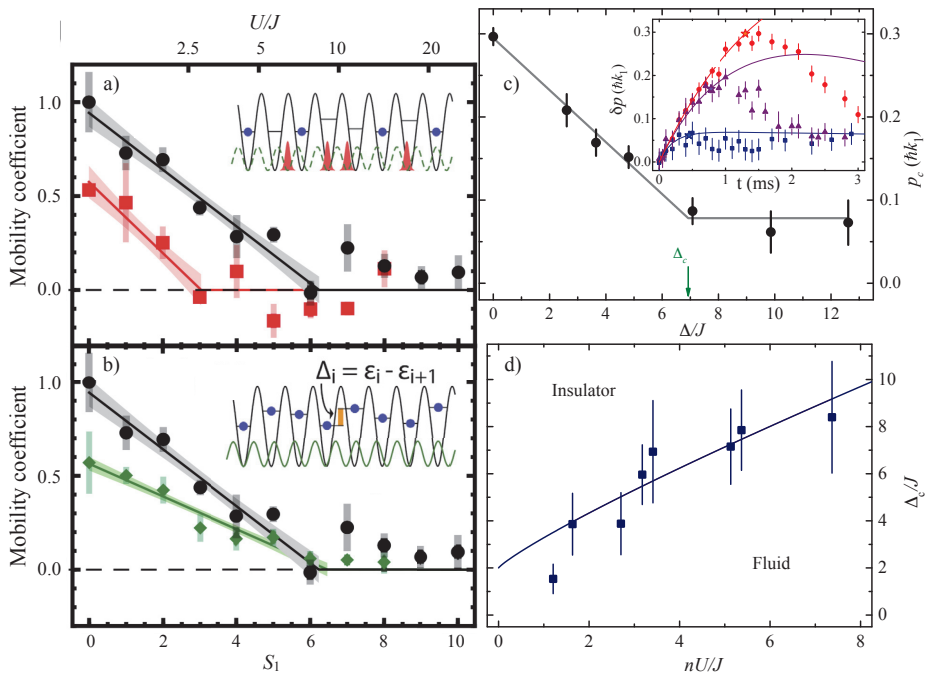 U/J
2.5 5 10 20
a)
Mobility coefficient
1.0
0.5
0.0
b)
Δi = εi - εi+1
Mobility coefficient
1.0
0.5
0.0
0 2 4 6 8 10
S1
c)
δp (ħk1)
0.3
0.2
0.1
0.0
0 1 2 3
t (ms)
0.3
0.2
0.1
0.0
pc (ħk1)
Δc
0 2 4 6 8 10 12 14
Δ/J
d)
Insulator
Fluid
10
8
6
4
2
0
Δc/J
0 2 4 6 8
nU/J